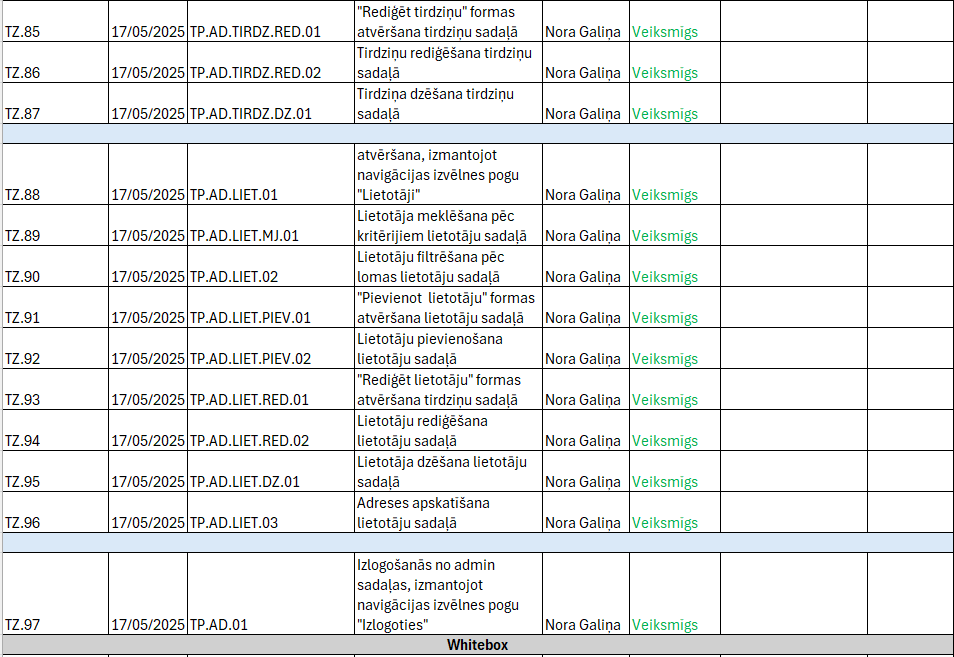 "Rediģēt tirdziņu" formas
TZ.85 17/05/2025 TP.AD.TIRDZ.RED.01 atvēršana tirdziņu sadaļā Nora Galiņa Veiksmīgs
Tirdziņu rediģēšana tirdziņu
TZ.86 17/05/2025 TP.AD.TIRDZ.RED.02 sadaļā Nora Galiņa Veiksmīgs
Tirdziņa dzēšana tirdziņu
TZ.87 17/05/2025 TP.AD.TIRDZ.DZ.01 sadaļā Nora Galiņa Veiksmīgs
atvēršana, izmantojot
navigācijas izvēlnes pogu
TZ.88 17/05/2025 TP.AD.LIET.01 "Lietotāji" Nora Galiņa Veiksmīgs
Lietotāja meklēšana pēc
TZ.89 17/05/2025 TP.AD.LIET.MJ.01 kritērijiem lietotāju sadaļā Nora Galiņa Veiksmīgs
Lietotāju filtrēšana pēc
TZ.90 17/05/2025 TP.AD.LIET.02 lomas lietotāju sadaļā Nora Galiņa Veiksmīgs
"Pievienot lietotāju" formas
TZ.91 17/05/2025 TP.AD.LIET.PIEV.01 atvēršana lietotāju sadaļā Nora Galiņa Veiksmīgs
Lietotāju pievienošana
TZ.92 17/05/2025 TP.AD.LIET.PIEV.02 lietotāju sadaļā Nora Galiņa Veiksmīgs
"Rediģēt lietotāju" formas
TZ.93 17/05/2025 TP.AD.LIET.RED.01 atvēršana tirdziņu sadaļā Nora Galiņa Veiksmīgs
Lietotāju rediģēšana
TZ.94 17/05/2025 TP.AD.LIET.RED.02 lietotāju sadaļā Nora Galiņa Veiksmīgs
Lietotāja dzēšana lietotāju
TZ.95 17/05/2025 TP.AD.LIET.DZ.01 sadaļā Nora Galiņa Veiksmīgs
Adreses apskatīšana
TZ.96 17/05/2025 TP.AD.LIET.03 lietotāju sadaļā Nora Galiņa Veiksmīgs
Izlogošanās no admin
sadaļas, izmantojot
navigācijas izvēlnes pogu
TZ.97 17/05/2025 TP.AD.01 "Izlogoties" Nora Galiņa Veiksmīgs
Whitebox